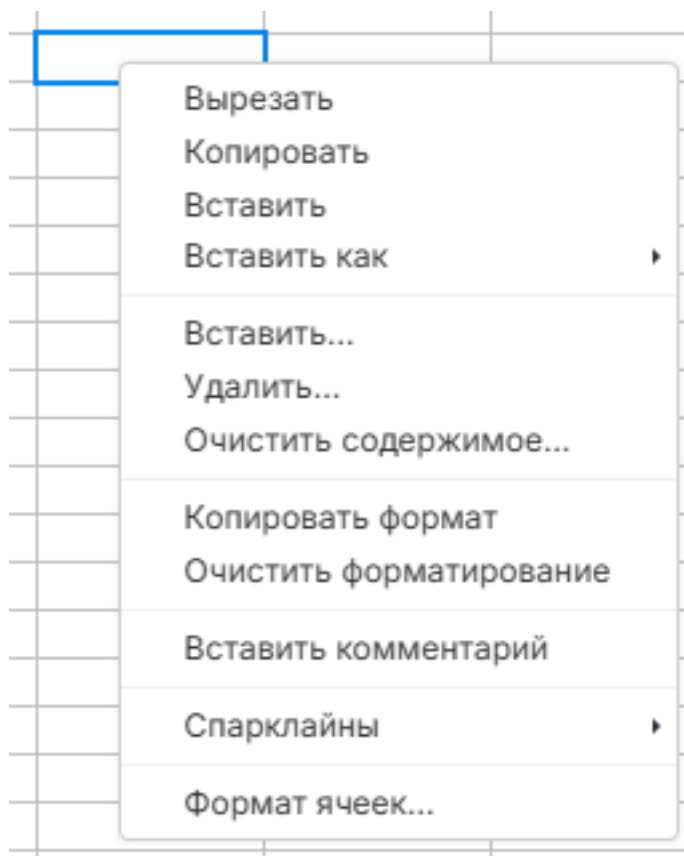 Вырезать
Копировать
Вставить
Вставить как
Вставить...
Удалить...
Очистить содержимое...
Копировать формат
Очистить форматирование
Вставить комментарий
Спарклайны
Формат ячеек...